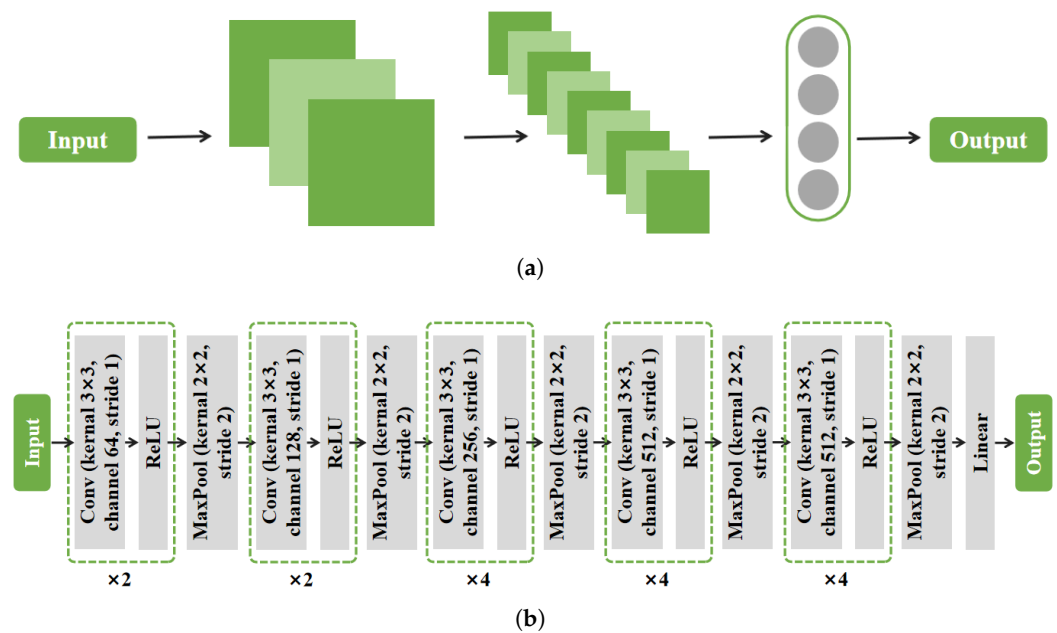 Input
Output
(a)
Input
Conv (kernal 3×3,
channel 64, stride 1)
ReLU
×2
MaxPool (kernal 2×2,
stride 2)
Conv (kernal 3×3,
channel 128, stride 1)
ReLU
×2
MaxPool (kernal 2×2,
stride 2)
Conv (kernal 3×3,
channel 256, stride 1)
ReLU
×4
MaxPool (kernal 2×2,
stride 2)
Conv (kernal 3×3,
channel 512, stride 1)
ReLU
×4
MaxPool (kernal 2×2,
stride 2)
Conv (kernal 3×3,
channel 512, stride 1)
ReLU
×4
MaxPool (kernal 2×2,
stride 2)
Linear
Output
(b)